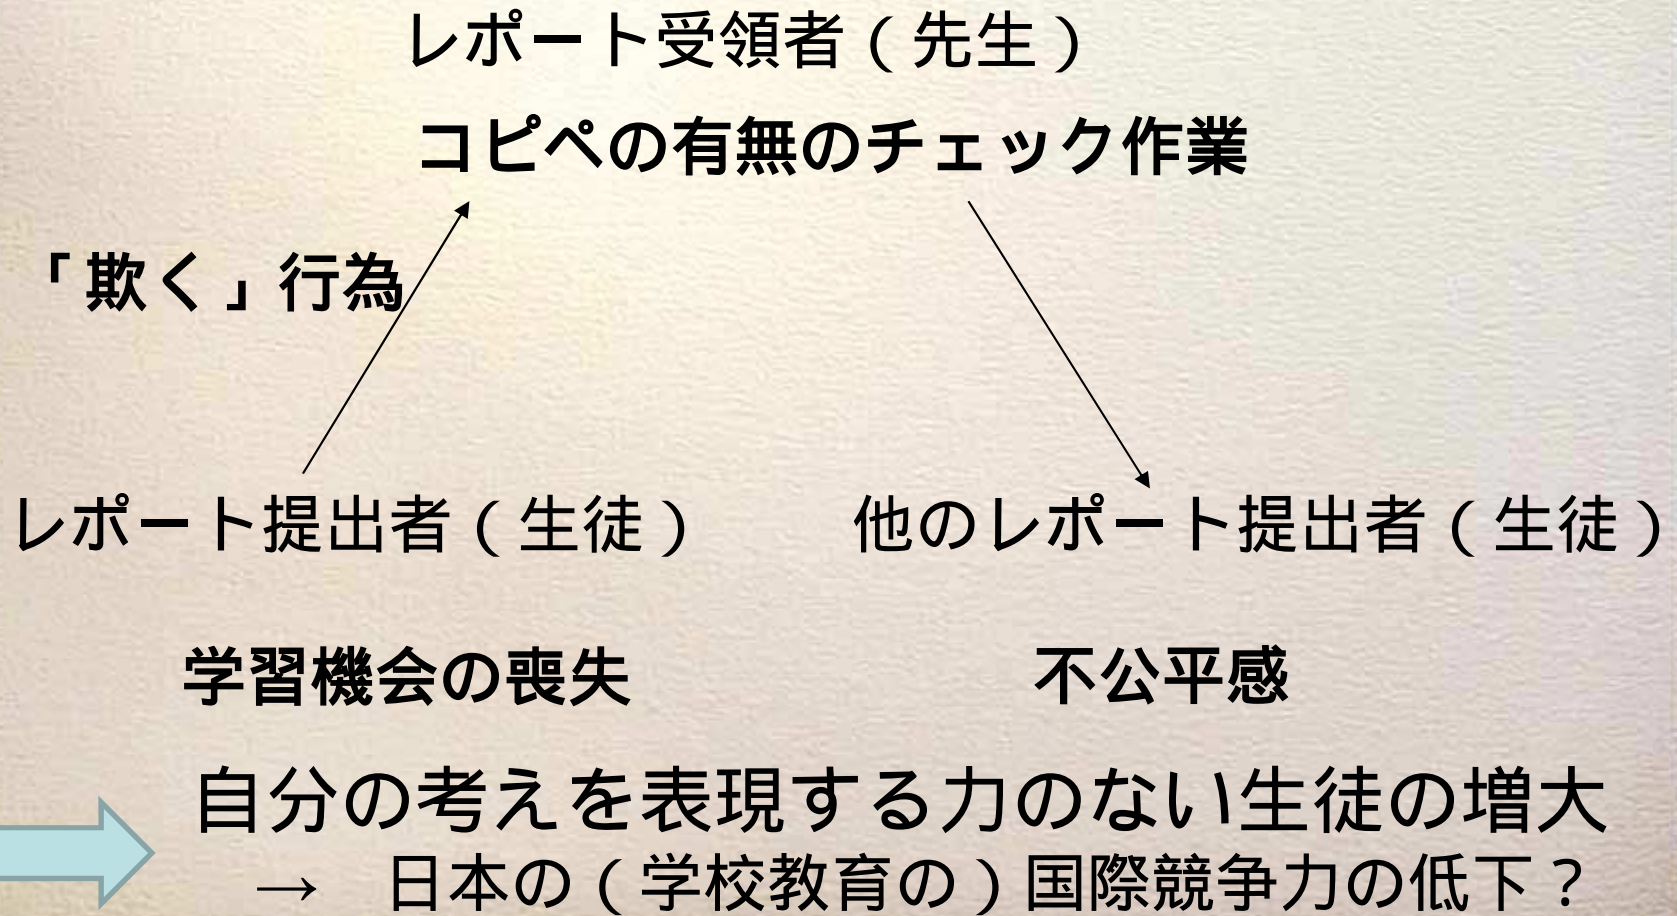 レポート受領者(先生)
コピペの有無のチェック作業
「欺く」行為
レポート提出者(生徒)
他のレポート提出者(生徒)
学習機会の喪失
不公平感
自分の考えを表現する力のない生徒の増大
→ 日本の(学校教育の)国際競争力の低下?